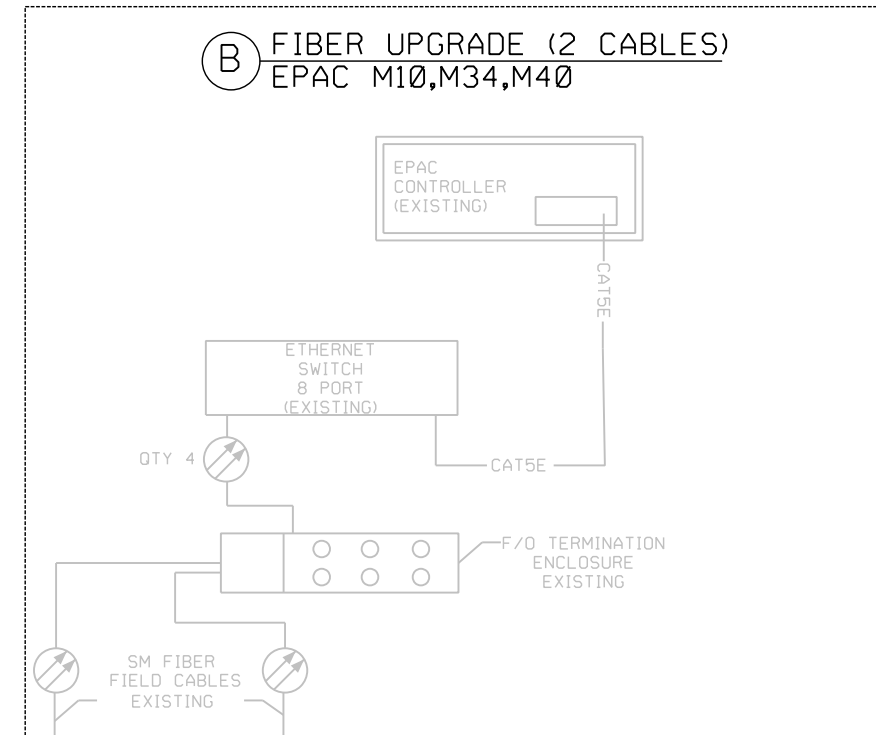 B
FIBER UPGRADE (2 CABLES)
EPAC M10,M34,M40
EPAC
CONTROLLER
(EXISTING)
CAT5E
ETHERNET
SWITCH
8 PORT
(EXISTING)
QTY 4
CAT5E
F/O TERMINATION
ENCLOSURE
EXISTING
SM FIBER
FIELD CABLES
EXISTING